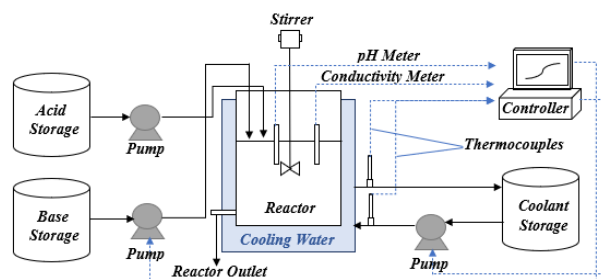 Stirrer
pH Meter
Conductivity Meter
Acid
Storage
Pump
Controller
Thermocouples
Base
Storage
Pump
Reactor
Cooling Water
Reactor Outlet
Coolant
Storage
Pump